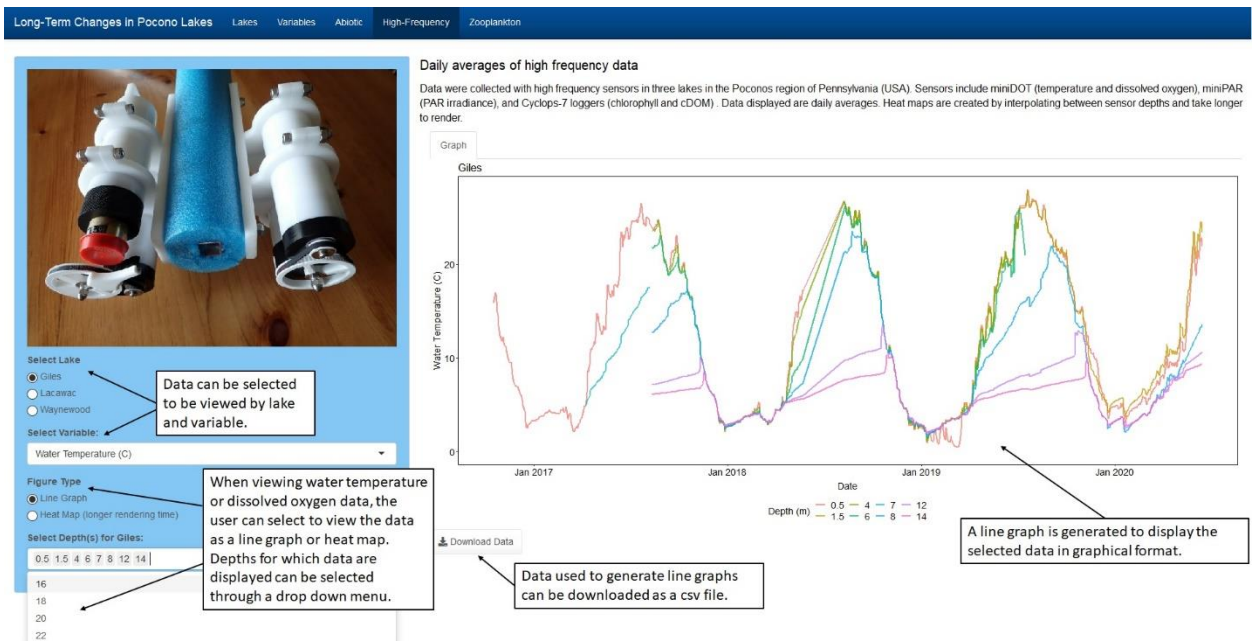 Long-Term Changes in Pocono Lakes Lakes Variables Abiotic High-Frequency Zooplankton
Daily averages of high frequency data
Data were collected with high frequency sensors in three lakes in the Poconos region of Pennsylvania (USA). Sensors include miniDOT (temperature and dissolved oxygen), miniPAR
(PAR irradiance), and Cyclops-7 loggers (chlorophyll and cDOM) . Data displayed are daily averages. Heat maps are created by interpolating between sensor depths and take longer
to render.
Graph
Giles
Water Temperature (C)
20
10
0
Jan 2017 Jan 2018 Jan 2019 Jan 2020
Date
Depth (m) 0.5 4 7 12
1.5 6 8 14
Download Data
Select Lake
Giles
Lacawac
Waynewood
Select Variable:
Water Temperature (C)
Figure Type
Line Graph
Heat Map (longer rendering time)
Select Depth(s) for Giles:
0.5 1.5 4 6 7 8 12 14
16
18
20
22
Data can be selected
to be viewed by lake
and variable.
When viewing water temperature
or dissolved oxygen data, the
user can select to view the data
as a line graph or heat map.
Depths for which data are
displayed can be selected
through a drop down menu.
Data used to generate line graphs
can be downloaded as a csv file.
A line graph is generated to display the
selected data in graphical format.